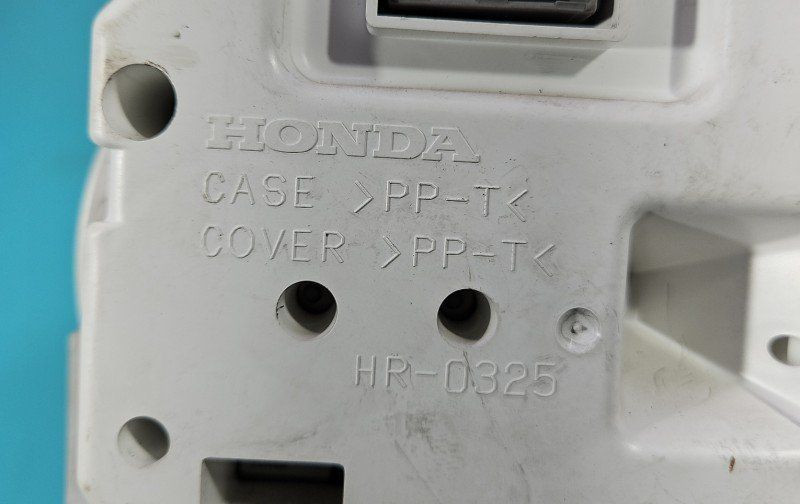 HONDA
CASE >PP-T<
COVER >PP-T<
HR-0325